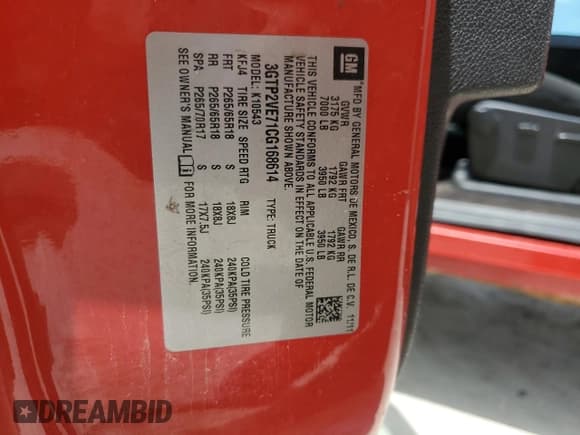 GM
*MFD BY GENERAL MOTORS DE MEXICO, S. DE R.L. DE C.V. 11/11
GVWR GAWR FRT GAWR RR
3175 KG 1792 KG 1792 KG
7000 LB 3950 LB 3950 LB
THIS VEHICLE CONFORMS TO ALL APPLICABLE U.S. FEDERAL MOTOR
VEHICLE SAFETY STANDARDS IN EFFECT ON THE DATE OF
MANUFACTURE SHOWN ABOVE.
3GTP2VE71CG168614 TYPE: TRUCK
MODEL: K10543
KFJ4 TIRE SIZE SPEED RTG RIM COLD TIRE PRESSURE
FRT P265/65R18 S 18X8J 240KPA(35PSI)
RR P265/65R18 S 18X8J 240KPA(35PSI)
SPA P265/70R17 S 17X7.5J 240KPA(35PSI)
SEE OWNER'S MANUAL FOR MORE INFORMATION.
DREAMBID